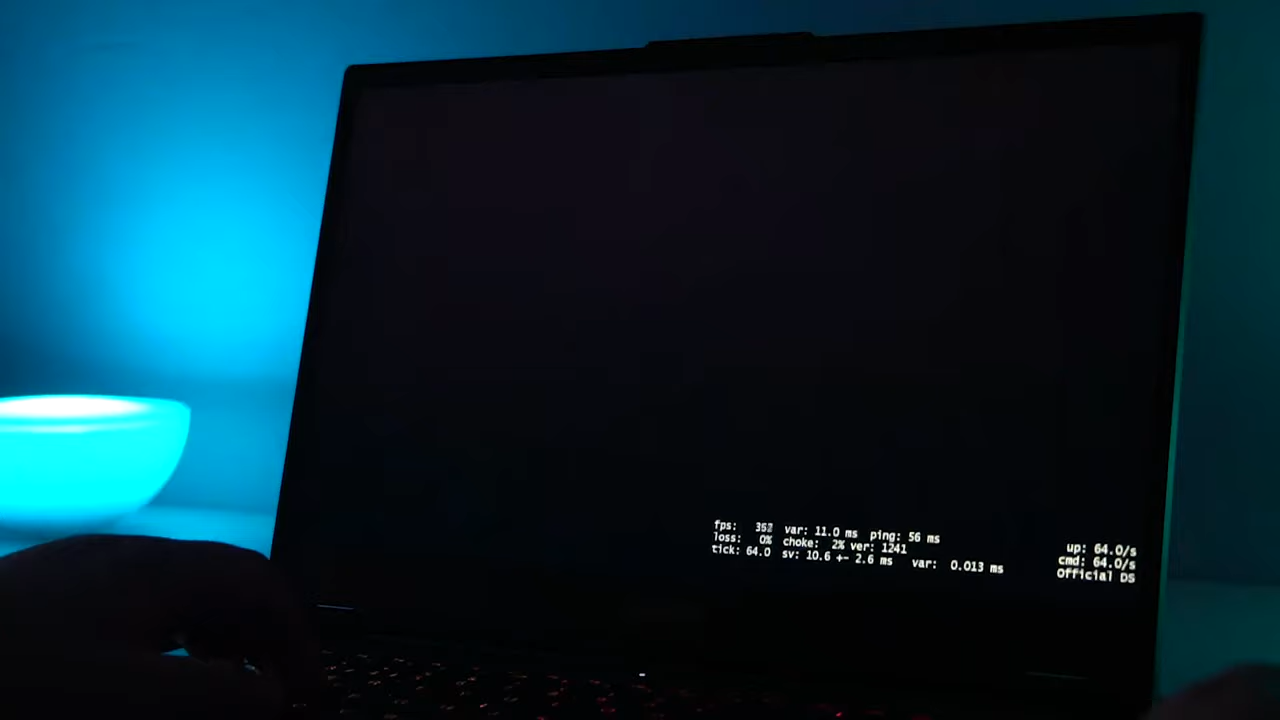 fps: var: 11.0 ms ping: 56 ms
loss: 0% choke: 2% ver: 1241
tick: 64.0 sv: 10.6 +- 2.6 ms var: 0.013 ms
up: 64.0/s
cmd: 64.0/s
Official DS